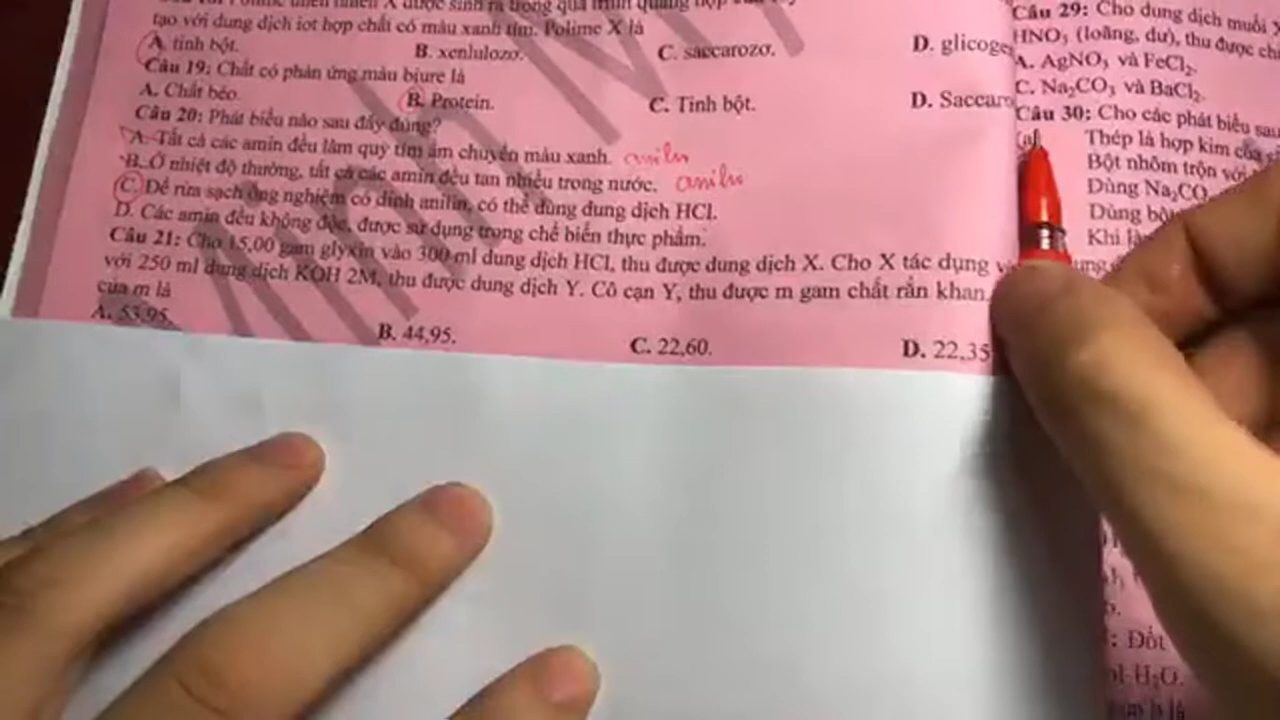 tạo với dung dịch iot hợp chất có màu xanh tím. Polime X là
A. tinh bột. B. xenlulozơ. C. saccarozơ. D. glicoge
Câu 19: Chất có phản ứng màu biure là
A. Chất béo. B. Protein. C. Tinh bột. D. Saccaro
Câu 20: Phát biểu nào sau đây đúng?
A. Tất cả các amin đều làm quỳ tím ẩm chuyển màu xanh. anilin
B. Ở nhiệt độ thường, tất cả các amin đều tan nhiều trong nước. anilin
C. Để rửa sạch ống nghiệm có dính anilin, có thể dùng dung dịch HCl.
D. Các amin đều không độc, được sử dụng trong chế biến thực phẩm.
Câu 21: Cho 15,00 gam glyxin vào 300 ml dung dịch HCl, thu được dung dịch X. Cho X tác dụng
với 250 ml dung dịch KOH 2M, thu được dung dịch Y. Cô cạn Y, thu được m gam chất rắn khan.
của m là
A. 53,95. B. 44,95. C. 22,60. D. 22,35
Câu 29: Cho dung dịch muối X
HNO₃ (loãng, dư), thu được
A. AgNO₃ và FeCl₂.
C. Na₂CO₃ và BaCl₂.
Câu 30: Cho các phát biểu sau
(a) Thép là hợp kim của
Bột nhôm trộn với
Dùng Na₂CO
Dùng bột
Khi
: Đốt
H₂O.